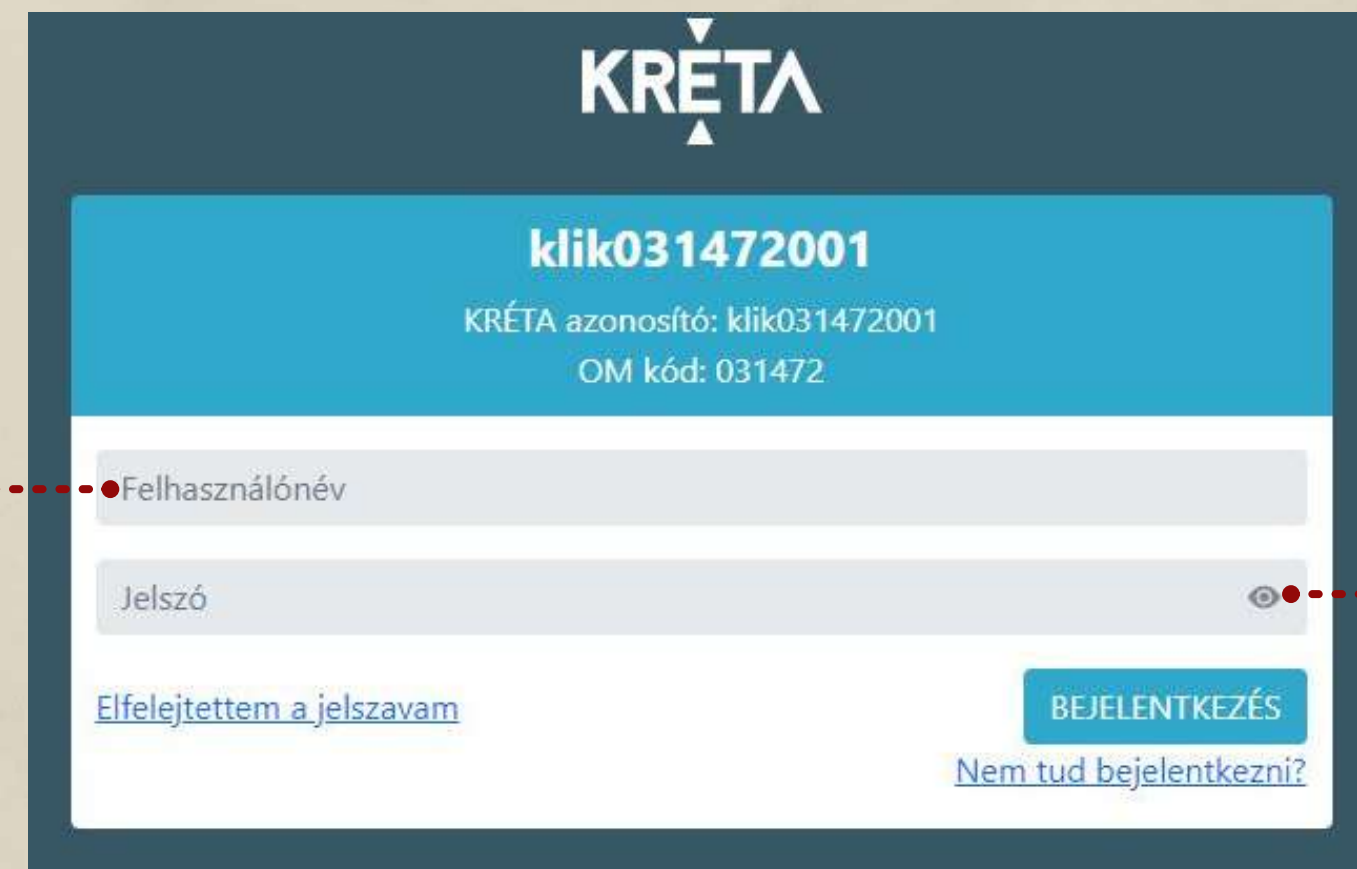 KRÉTA
klik031472001
KRÉTA azonosító: klik031472001
OM kód: 031472
Felhasználónév
Jelszó
Elfelejtettem a jelszavam
BEJELENTKEZÉS
Nem tud bejelentkezni?